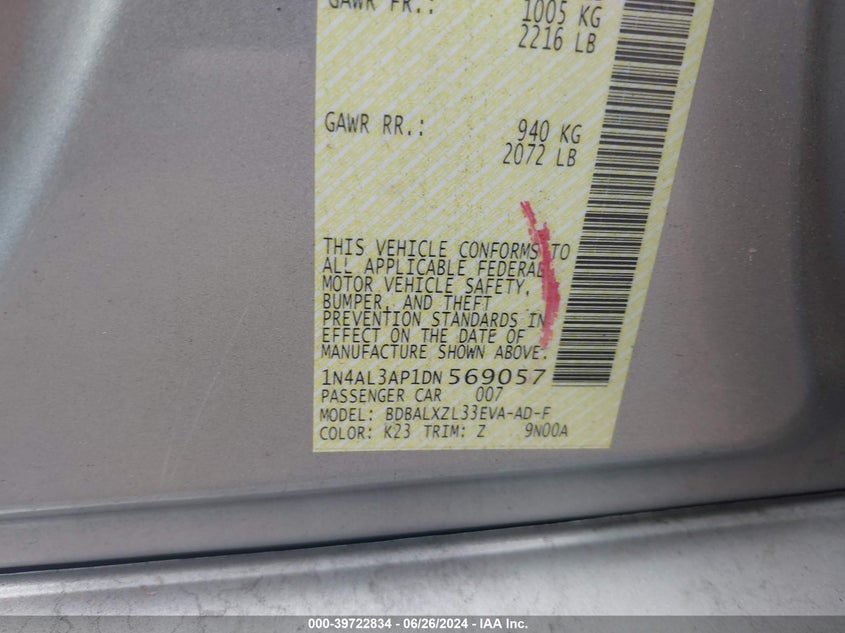 GAWR FR.: 1005 KG
2216 LB
GAWR RR.: 940 KG
2072 LB
THIS VEHICLE CONFORMS TO
ALL APPLICABLE FEDERAL
MOTOR VEHICLE SAFETY,
BUMPER, AND THEFT
PREVENTION STANDARDS IN
EFFECT ON THE DATE OF
MANUFACTURE SHOWN ABOVE.
1N4AL3AP1DN569057
PASSENGER CAR 007
MODEL: BDBALXZL33EVA-AD-F
COLOR: K23 TRIM: Z 9N00A
000-39722834 - 06/26/2024 - IAA Inc.